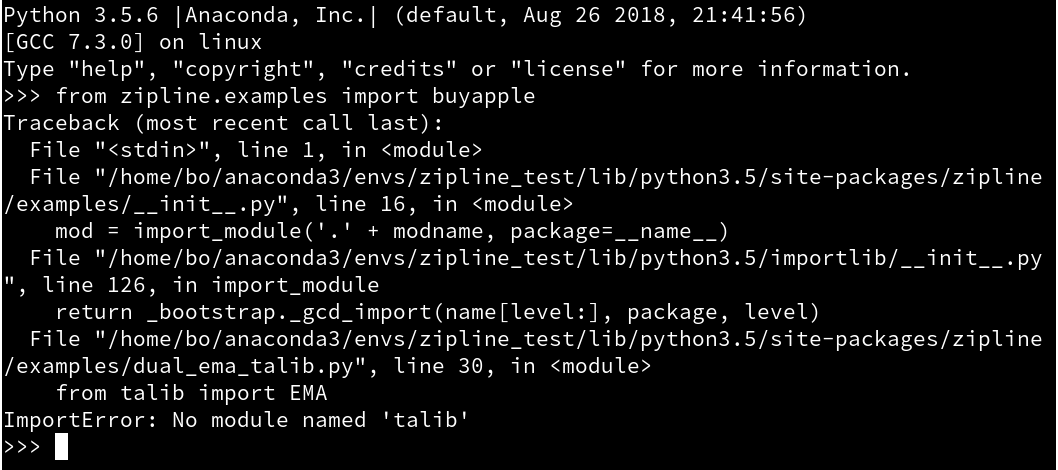 Python 3.5.6 |Anaconda, Inc.| (default, Aug 26 2018, 21:41:56)
[GCC 7.3.0] on linux
Type "help", "copyright", "credits" or "license" for more information.
>>> from zipline.examples import buyapple
Traceback (most recent call last):
  File "<stdin>", line 1, in <module>
  File "/home/bo/anaconda3/envs/zipline_test/lib/python3.5/site-packages/zipline
/examples/__init__.py", line 16, in <module>
    mod = import_module('.' + modname, package=__name__)
  File "/home/bo/anaconda3/envs/zipline_test/lib/python3.5/importlib/__init__.py
", line 126, in import_module
    return _bootstrap._gcd_import(name[level:], package, level)
  File "/home/bo/anaconda3/envs/zipline_test/lib/python3.5/site-packages/zipline
/examples/dual_ema_talib.py", line 30, in <module>
    from talib import EMA
ImportError: No module named 'talib'
>>>